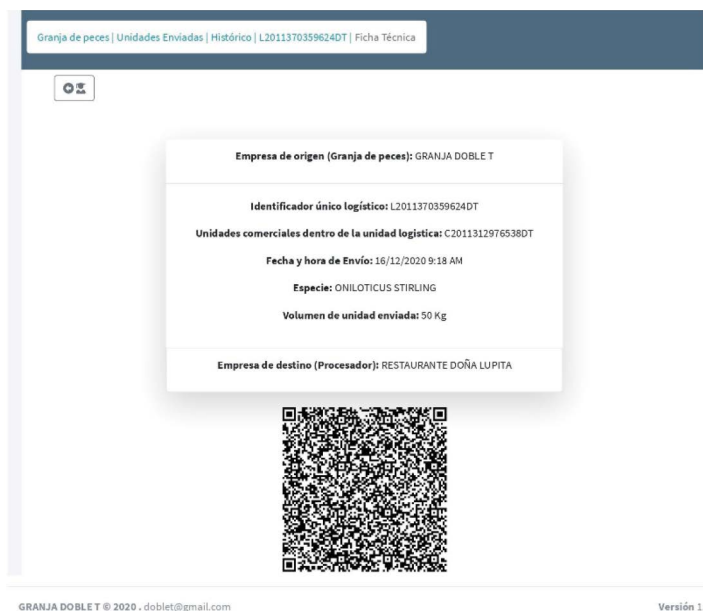 Granja de peces | Unidades Enviadas | Histórico | L2011370359624DT | Ficha Técnica
Empresa de origen (Granja de peces): GRANJA DOBLE T
Identificador único logístico: L2011370359624DT
Unidades comerciales dentro de la unidad logistica: C2011312976538DT
Fecha y hora de Envío: 16/12/2020 9:18 AM
Especie: ONILOTICUS STIRLING
Volumen de unidad enviada: 50 Kg
Empresa de destino (Procesador): RESTAURANTE DOÑA LUPITA
GRANJA DOBLE T © 2020 . doblet@gmail.com
Versión 1